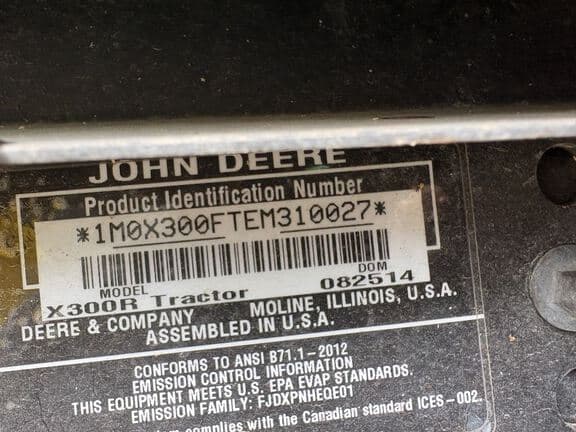 JOHN DEERE
Product Identification Number
*1M0X300FTEM310027*
MODEL DOM
X300R Tractor 082514
DEERE & COMPANY MOLINE, ILLINOIS, U.S.A.
ASSEMBLED IN U.S.A.
CONFORMS TO ANSI B71.1-2012
EMISSION CONTROL INFORMATION
THIS EQUIPMENT MEETS U.S. EPA EVAP STANDARDS.
EMISSION FAMILY: FJDXPNHEQE01
complies with the Canadian standard ICES-002.